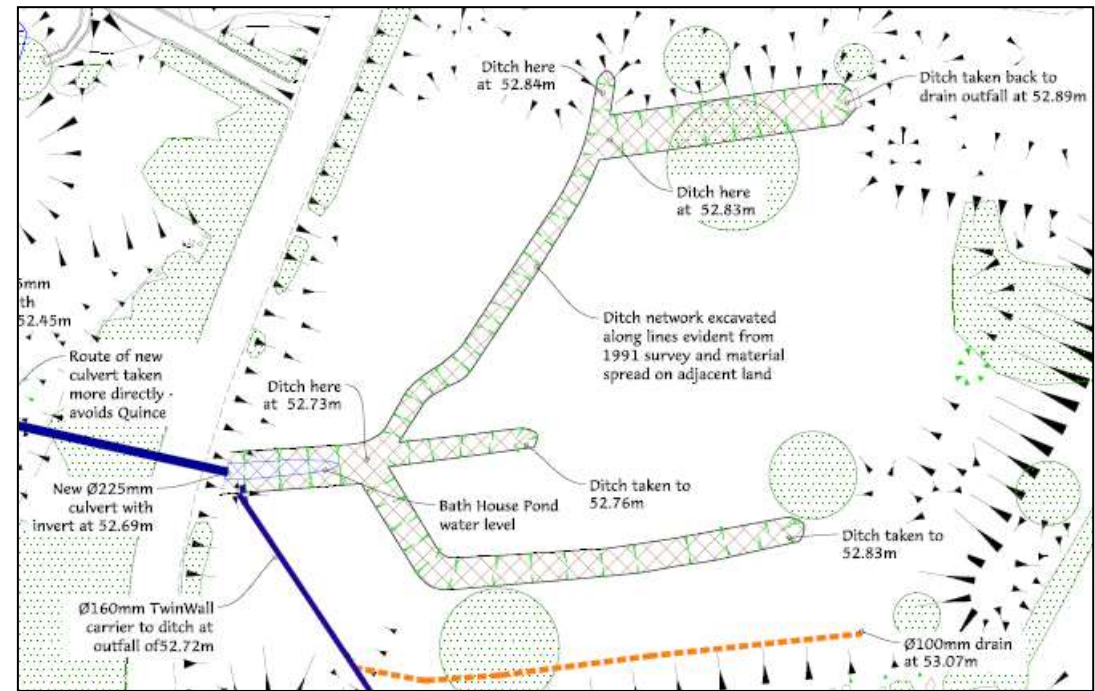 Ditch here
at 52.84m
Ditch taken back to
drain outfall at 52.89m
Ditch here
at 52.83m
5mm
th
52.45m
Ditch network excavated
along lines evident from
1991 survey and material
spread on adjacent land
Route of new
culvert taken
more directly -
avoids Quince
Ditch here
at 52.73m
New Ø225mm
culvert with
invert at 52.69m
Bath House Pond
water level
Ditch taken to
52.76m
Ditch taken to
52.83m
Ø160mm TwinWall
carrier to ditch at
outfall of52.72m
Ø100mm drain
at 53.07m